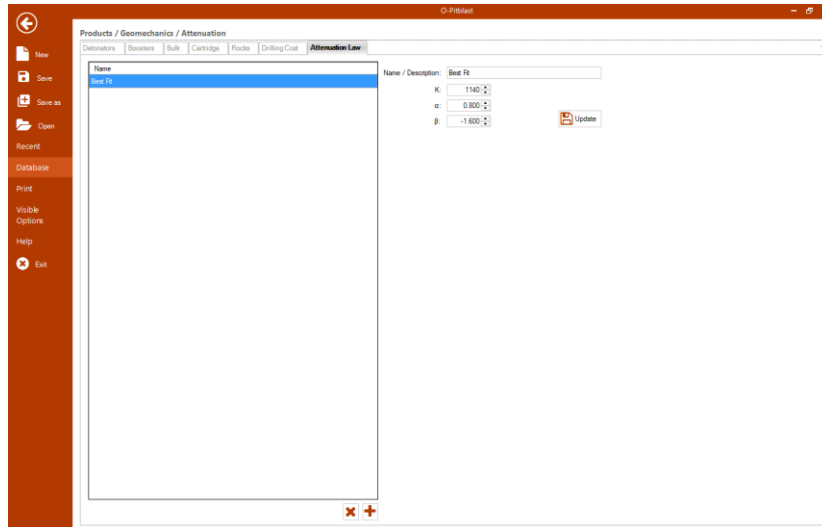 O-Pitblast
Products / Geomechanics / Attenuation
Detonators Boosters Bulk Cartridge Rocks Drilling Cost Attenuation Law
New
Save
Save as
Open
Recent
Database
Print
Visible
Options
Help
Exit
Name
Best Fit
Name / Description: Best Fit
K: 1140
α: 0.800
β: -1.600
Update